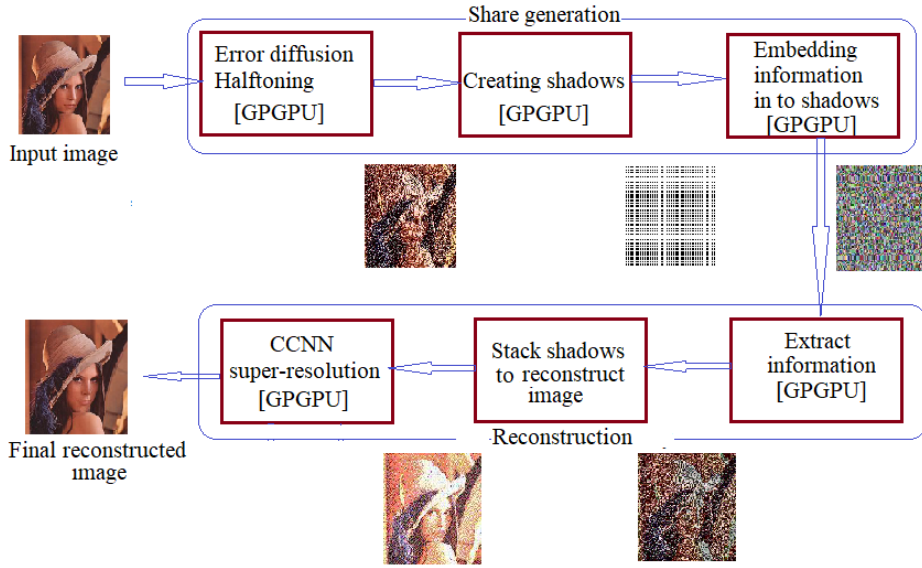 Share generation
Error diffusion
Halftoning
[GPGPU]
Creating shadows
[GPGPU]
Embedding
information
in to shadows
[GPGPU]
Input image
Extract
information
[GPGPU]
Stack shadows
to reconstruct
image
CCNN
super-resolution
[GPGPU]
Reconstruction
Final reconstructed
image